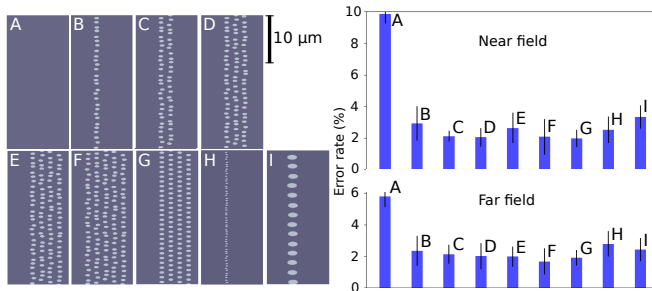 A B C D
10 μm
E F G H I
Error rate (%)
10
8
6
4
2
0
Near field
A
B
C
D
E
F
G
H
I
6
4
2
0
Far field
A
B
C
D
E
F
G
H
I